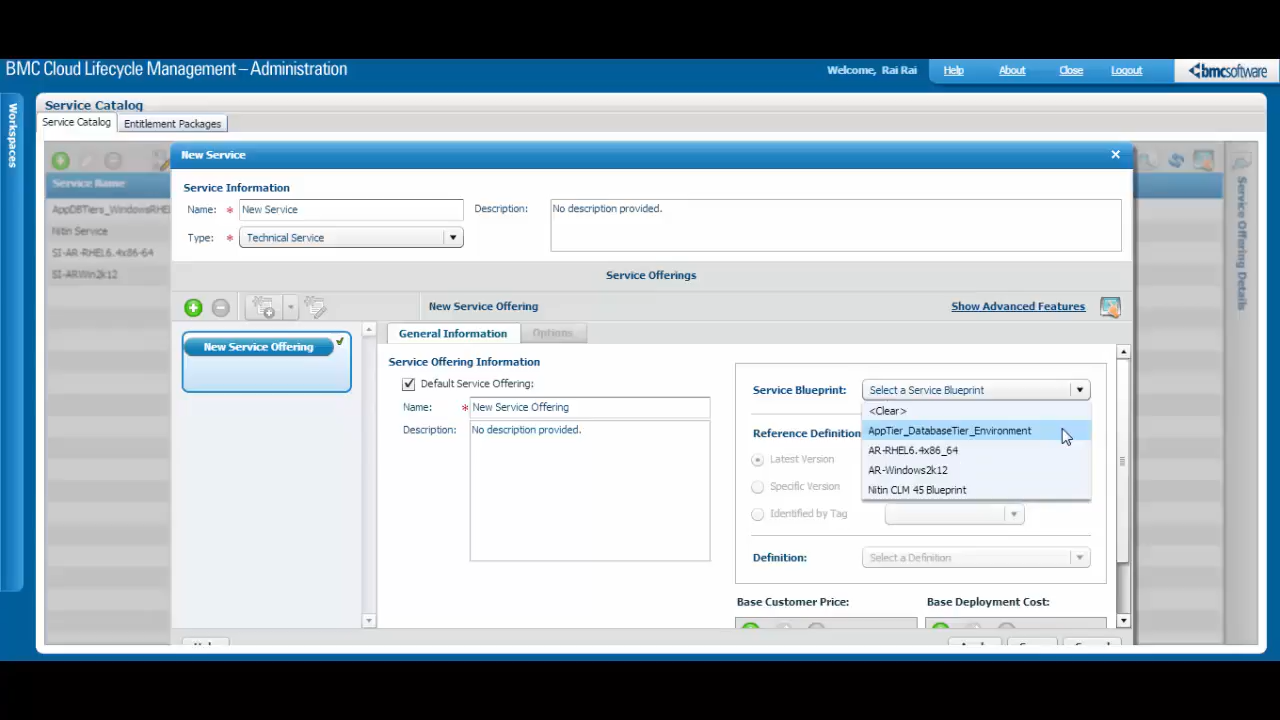 BMC Cloud Lifecycle Management – Administration
Welcome, Rai Rai
Help
About
Close
Logout
bmcsoftware
Workspaces
Service Catalog
Service Catalog
Entitlement Packages
Service Name
AppDBTiers_WindowsRHE
Nitin Service
SI-AR-RHEL6.4x86-64
SI-ARWin2k12
Service Offering Details
New Service
Service Information
Name: * New Service
Description: No description provided.
Type: * Technical Service
Service Offerings
New Service Offering
Show Advanced Features
New Service Offering
General Information
Options
Service Offering Information
Default Service Offering:
Name: * New Service Offering
Description: No description provided.
Service Blueprint: Select a Service Blueprint
<Clear>
AppTier_DatabaseTier_Environment
AR-RHEL6.4x86_64
AR-Windows2k12
Nitin CLM 45 Blueprint
Reference Definition
Latest Version
Specific Version
Identified by Tag
Definition: Select a Definition
Base Customer Price:
Base Deployment Cost: